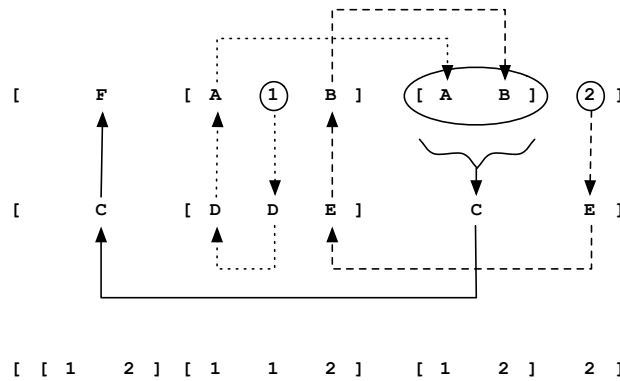 [ F [ A 1 B ] [ A B ] 2 ]
[ C [ D D E ] C E ]
[ [ 1 2 ] [ 1 1 2 ] [ 1 2 ] 2 ]